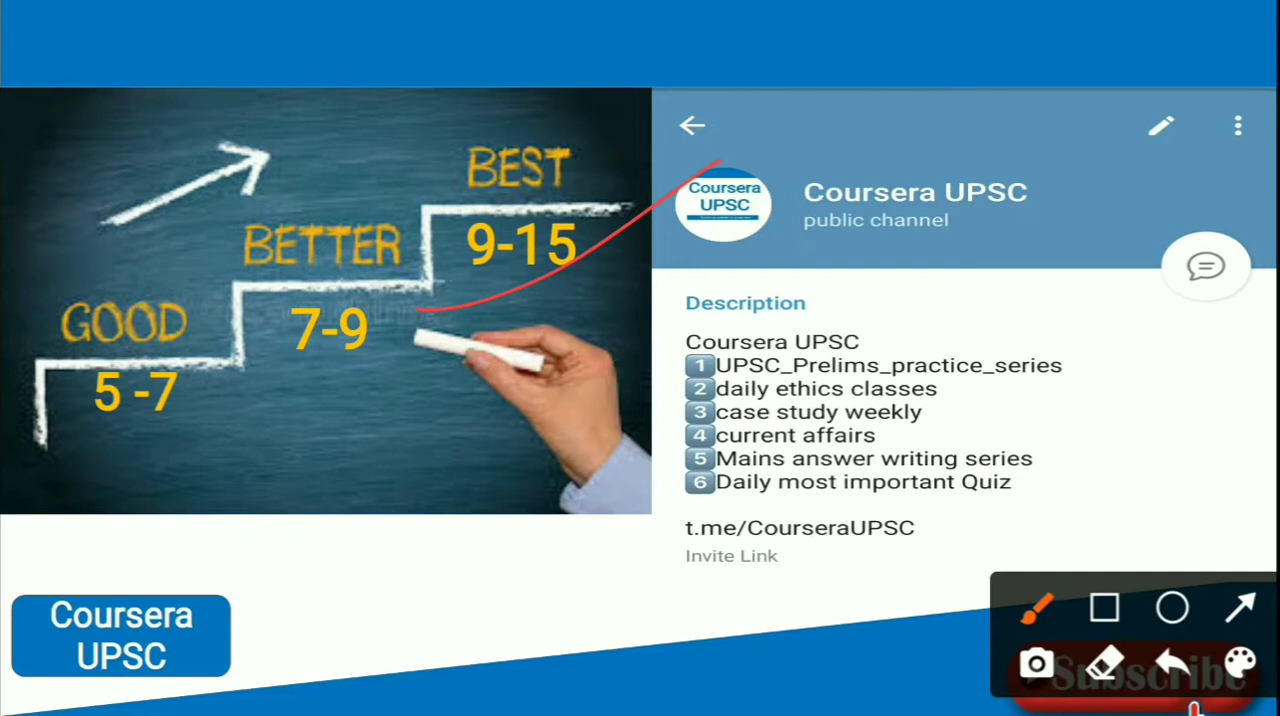 BEST
9-15
BETTER
7-9
GOOD
5 -7
Coursera
UPSC
Coursera UPSC
public channel
Description
Coursera UPSC
1 UPSC_Prelims_practice_series
2 daily ethics classes
3 case study weekly
4 current affairs
5 Mains answer writing series
6 Daily most important Quiz
t.me/CourseraUPSC
Invite Link
Coursera
UPSC
Subscribe